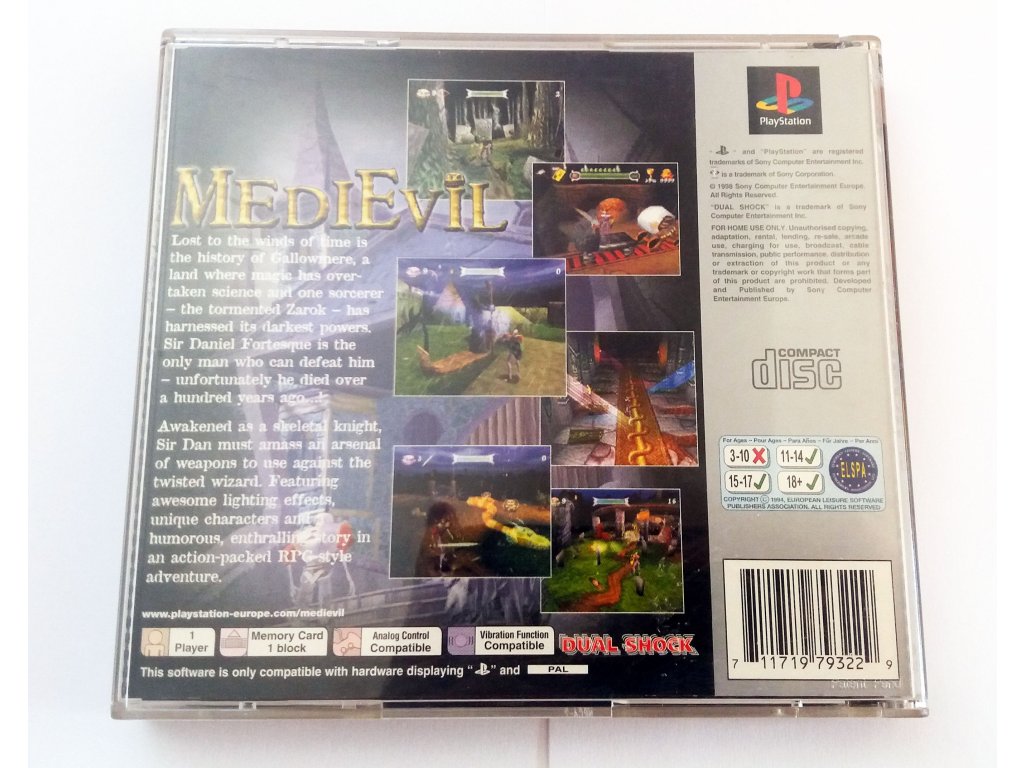 MEDIEVIL
Lost to the winds of time is
the history of Gallowmere, a
land where magic has over-
taken science and one sorcerer
– the tormented Zarok – has
harnessed its darkest powers.
Sir Daniel Fortesque is the
only man who can defeat him
– unfortunately he died over
a hundred years ago...!
Awakened as a skeletal knight,
Sir Dan must amass an arsenal
of weapons to use against the
twisted wizard. Featuring
awesome lighting effects,
unique characters and
humorous, enthralling story in
an action-packed RPG-style
adventure.
www.playstation-europe.com/medievil
1
Player
Memory Card
1 block
Analog Control
Compatible
Vibration Function
Compatible
DUAL SHOCK
This software is only compatible with hardware displaying " " and PAL
PlayStation
" " and "PlayStation" are registered
trademarks of Sony Computer Entertainment Inc.
is a trademark of Sony Corporation.
© 1998 Sony Computer Entertainment Europe.
All Rights Reserved.
"DUAL SHOCK" is a trademark of Sony
Computer Entertainment Inc.
FOR HOME USE ONLY. Unauthorised copying,
adaptation, rental, lending, re-sale, arcade
use, charging for use, broadcast, cable
transmission, public performance, distribution
or extraction of this product or any
trademark or copyright work that forms part
of this product are prohibited. Developed
and Published by Sony Computer
Entertainment Europe.
COMPACT
disc
For Ages – Pour Ages – Para Años – Für Jahre – Per Anni
3-10
11-14
15-17
18+
ELSPA
COPYRIGHT © 1994, EUROPEAN LEISURE SOFTWARE
PUBLISHERS ASSOCIATION, ALL RIGHTS RESERVED
7 11719 79322 9